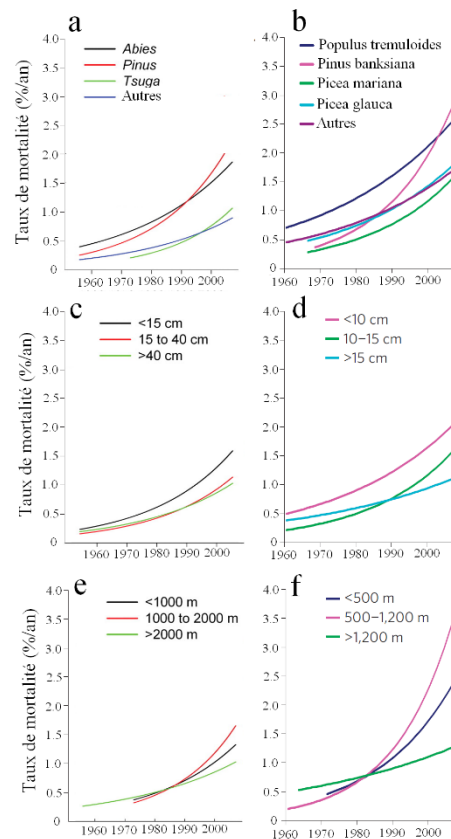 a
Abies
Pinus
Tsuga
Autres
Taux de mortalité (%/an)
4.0
3.5
3.0
2.5
2.0
1.5
1.0
0.5
1960 1970 1980 1990 2000
b
Populus tremuloides
Pinus banksiana
Picea mariana
Picea glauca
Autres
4.0
3.5
3.0
2.5
2.0
1.5
1.0
0.5
0
1960 1970 1980 1990 2000
c
<15 cm
15 to 40 cm
>40 cm
Taux de mortalité (%/an)
4.0
3.5
3.0
2.5
2.0
1.5
1.0
0.5
1960 1970 1980 1990 2000
d
<10 cm
10–15 cm
>15 cm
4.0
3.5
3.0
2.5
2.0
1.5
1.0
0.5
0
1960 1970 1980 1990 2000
e
<1000 m
1000 to 2000 m
>2000 m
Taux de mortalité (%/an)
4.0
3.5
3.0
2.5
2.0
1.5
1.0
0.5
1960 1970 1980 1990 2000
f
<500 m
500–1,200 m
>1,200 m
4.0
3.5
3.0
2.5
2.0
1.5
1.0
0.5
0
1960 1970 1980 1990 2000